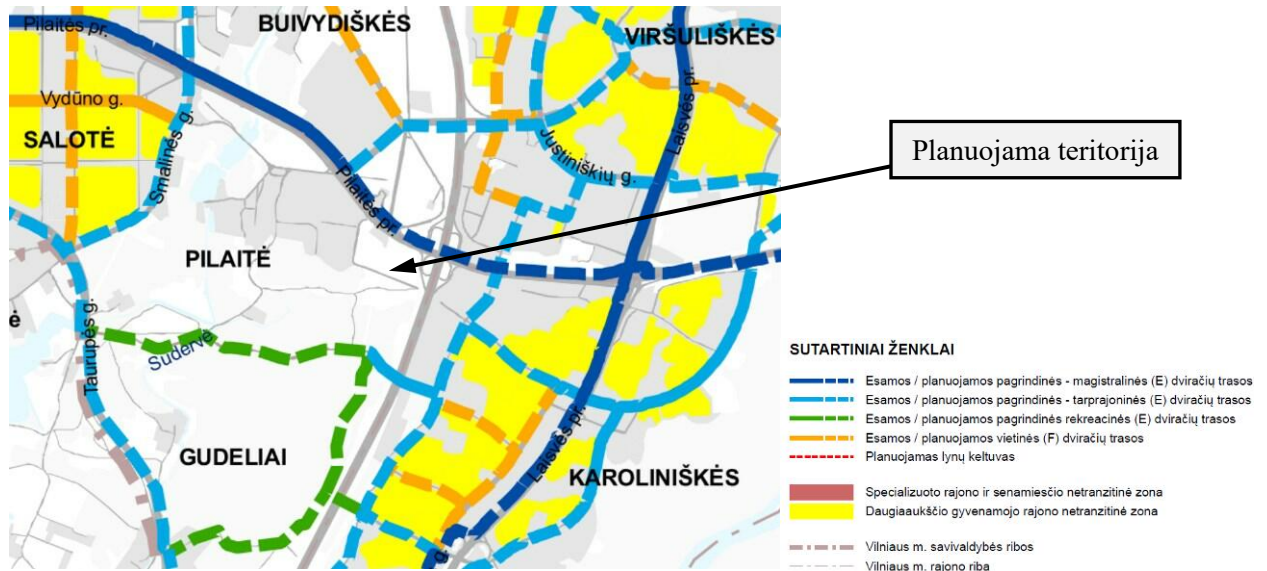 Pilaitės pr.
BUIVYDIŠKĖS
VIRŠULIŠKĖS
Vydūno g.
SALOTĖ
Smalinės g.
Laisvės pr.
Justiniškių g.
Pilaitės pr.
Pilaitės pr.
Planuojama teritorija
PILAITĖ
ė
Taurupės g.
Sudervė
GUDELIAI
Laisvės pr.
KAROLINIŠKĖS
g.
SUTARTINIAI ŽENKLAI
Esamos / planuojamos pagrindinės - magistralinės (E) dviračių trasos
Esamos / planuojamos pagrindinės - tarprajoninės (E) dviračių trasos
Esamos / planuojamos pagrindinės rekreacinės (E) dviračių trasos
Esamos / planuojamos vietinės (F) dviračių trasos
Planuojamas lynų keltuvas
Specializuoto rajono ir senamiesčio netranzitinė zona
Daugiaaukščio gyvenamojo rajono netranzitinė zona
Vilniaus m. savivaldybės ribos
Vilniaus m. rajono riba